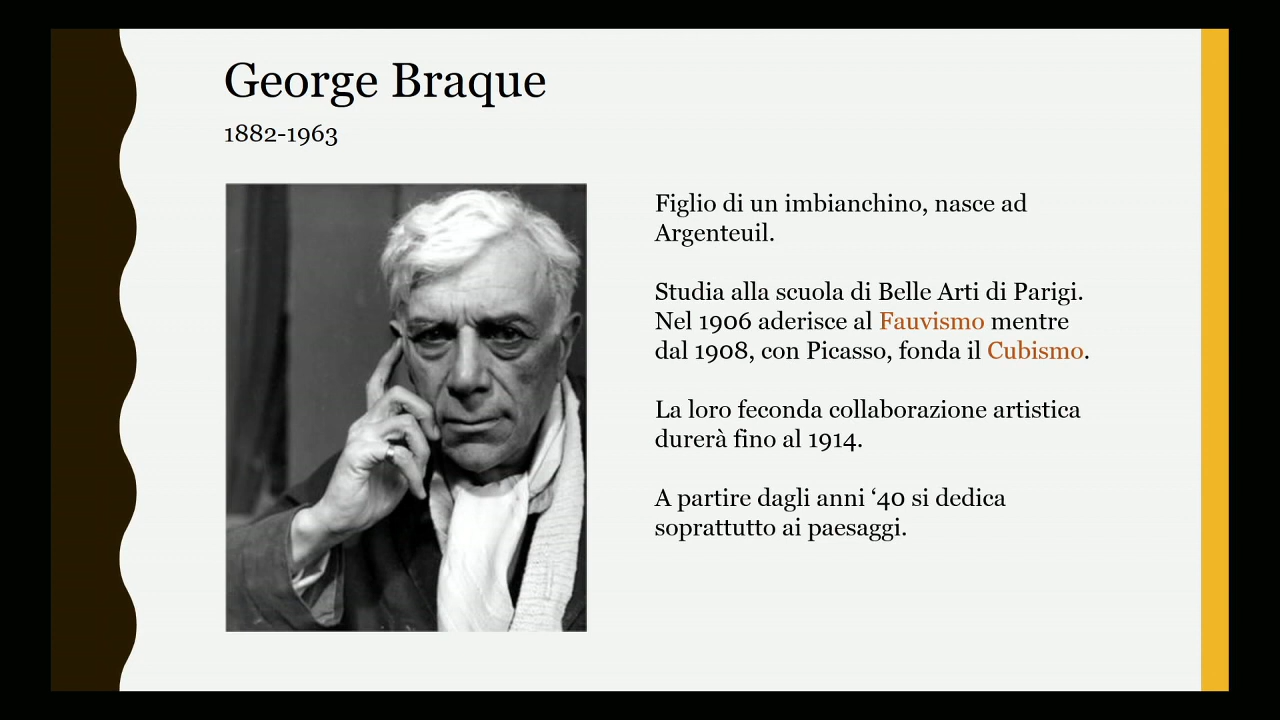 George Braque
1882-1963
Figlio di un imbianchino, nasce ad
Argenteuil.
Studia alla scuola di Belle Arti di Parigi.
Nel 1906 aderisce al Fauvismo mentre
dal 1908, con Picasso, fonda il Cubismo.
La loro feconda collaborazione artistica
durerà fino al 1914.
A partire dagli anni ‘40 si dedica
soprattutto ai paesaggi.